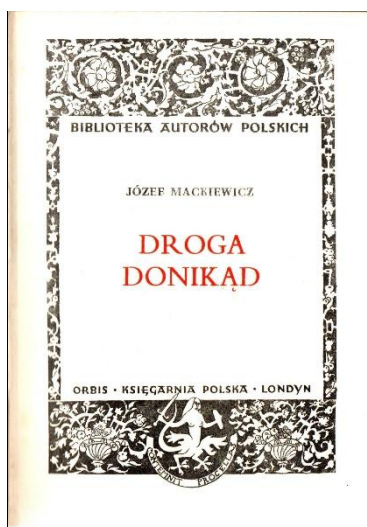 BIBLIOTEKA AUTORÓW POLSKICH
JÓZEF MACKIEWICZ
DROGA
DONIKĄD
ORBIS • KSIĘGARNIA POLSKA • LONDYN